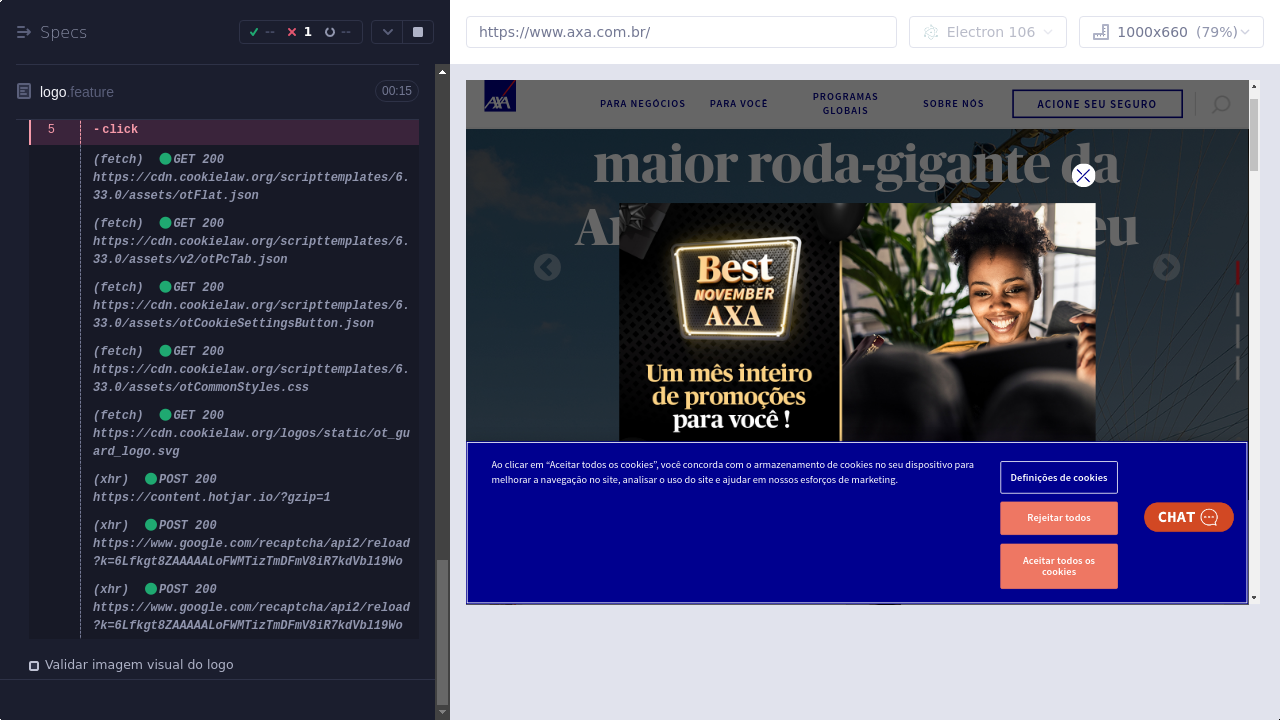 Specs
--
1
--
https://www.axa.com.br/
Electron 106
1000x660 (79%)
logo.feature
00:15
5
-click
(fetch) GET 200
https://cdn.cookielaw.org/scripttemplates/6.
33.0/assets/otFlat.json
(fetch) GET 200
https://cdn.cookielaw.org/scripttemplates/6.
33.0/assets/v2/otPcTab.json
(fetch) GET 200
https://cdn.cookielaw.org/scripttemplates/6.
33.0/assets/otCookieSettingsButton.json
(fetch) GET 200
https://cdn.cookielaw.org/scripttemplates/6.
33.0/assets/otCommonStyles.css
(fetch) GET 200
https://cdn.cookielaw.org/logos/static/ot_gu
ard_logo.svg
(xhr) POST 200
https://content.hotjar.io/?gzip=1
(xhr) POST 200
https://www.google.com/recaptcha/api2/reload
?k=6Lfkgt8ZAAAAALoFWMTizTmDFmV8iR7kdVbl19Wo
(xhr) POST 200
https://www.google.com/recaptcha/api2/reload
?k=6Lfkgt8ZAAAAALoFWMTizTmDFmV8iR7kdVbl19Wo
Validar imagem visual do logo
AXA
PARA NEGÓCIOS
PARA VOCÊ
PROGRAMAS
GLOBAIS
SOBRE NÓS
ACIONE SEU SEGURO
maior roda-gigante da
Best
NOVEMBER
AXA
Um mês inteiro
de promoções
para você !
Ao clicar em “Aceitar todos os cookies”, você concorda com o armazenamento de cookies no seu dispositivo para
melhorar a navegação no site, analisar o uso do site e ajudar em nossos esforços de marketing.
Definições de cookies
Rejeitar todos
Aceitar todos os
cookies
CHAT